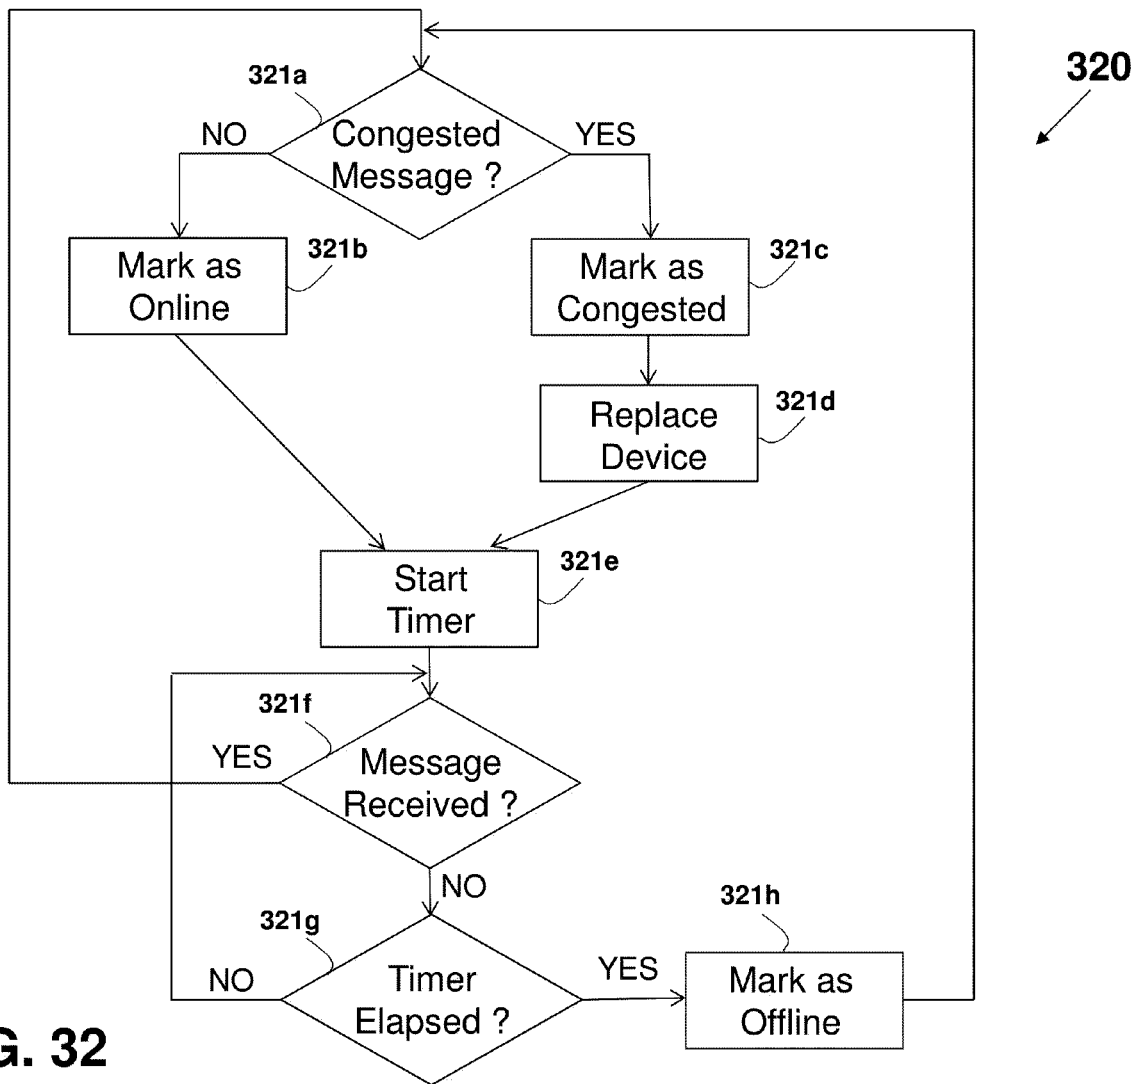 320
321a
NO
Congested
Message ?
YES
Mark as
Online
321b
Mark as
Congested
321c
Replace
Device
321d
Start
Timer
321e
321f
YES
Message
Received ?
NO
321g
NO
Timer
Elapsed ?
YES
321h
Mark as
Offline
G. 32